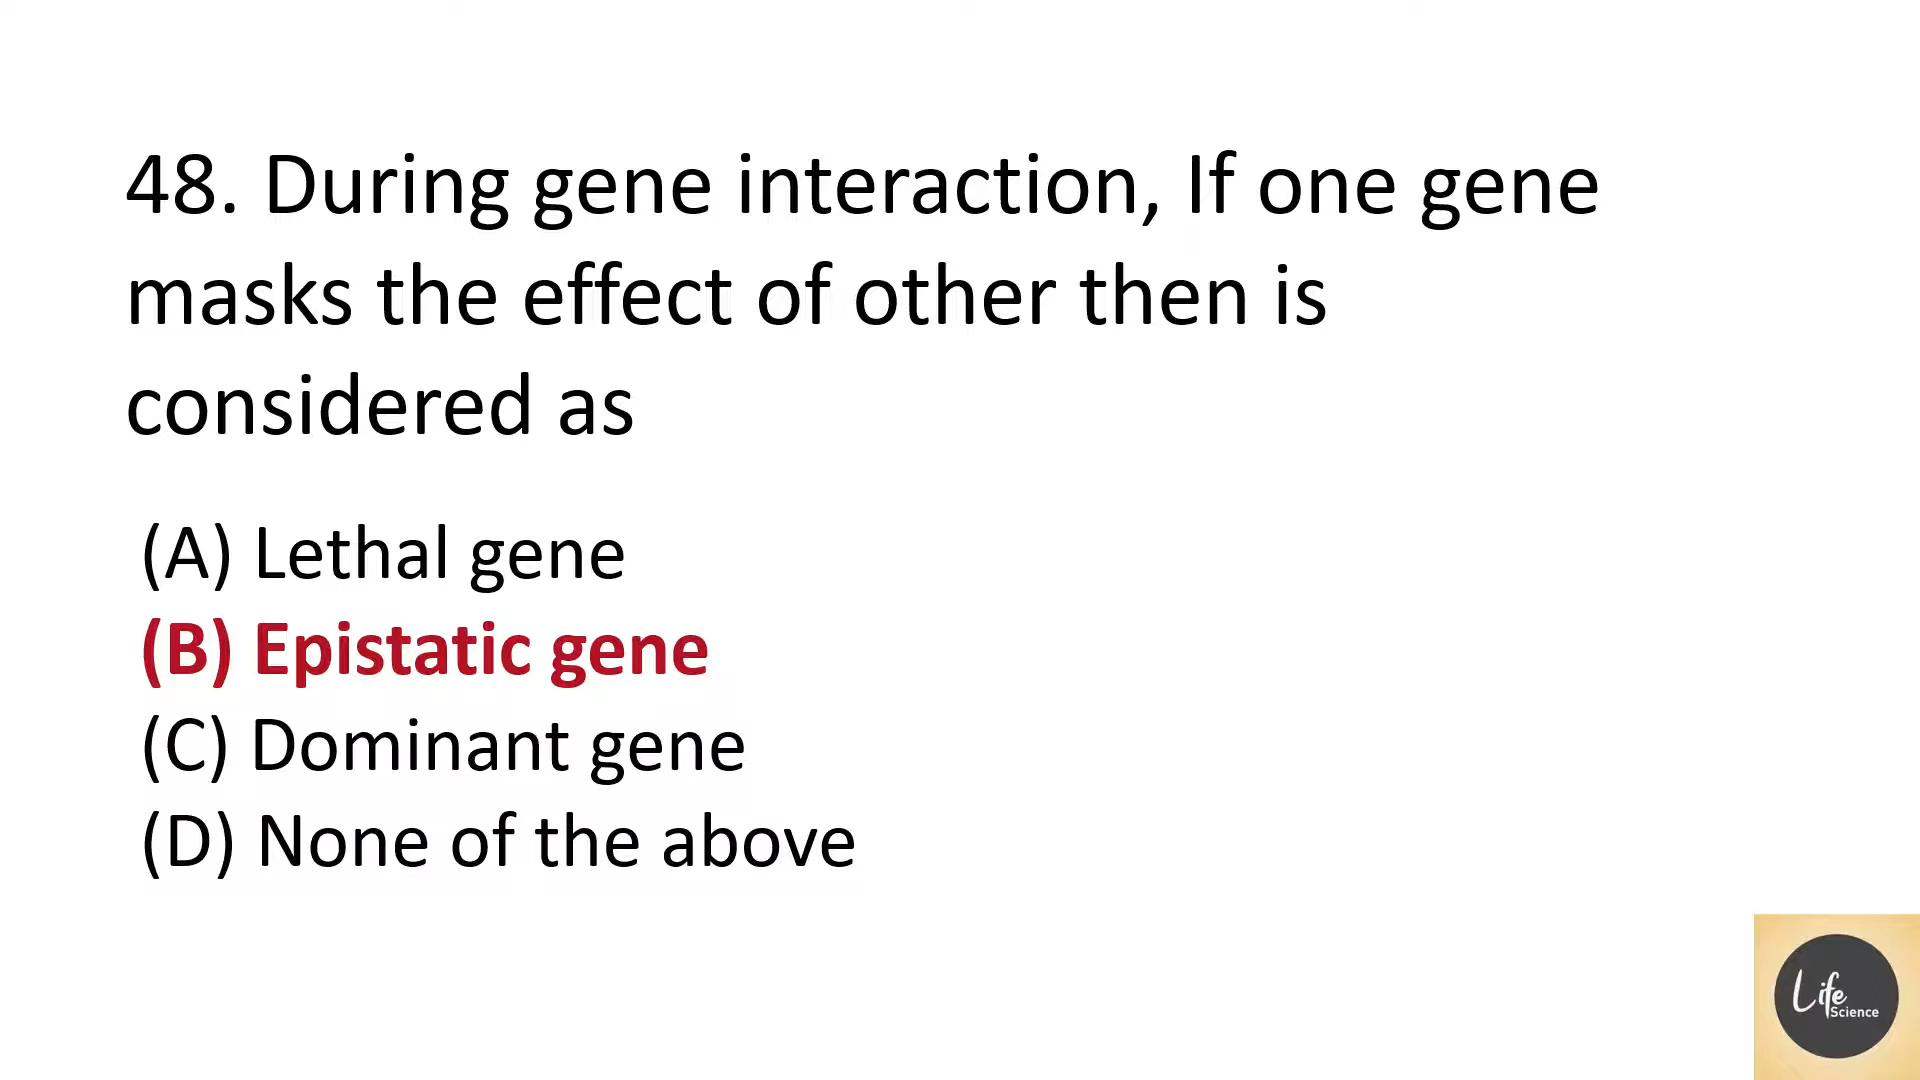 48. During gene interaction, If one gene
masks the effect of other then is
considered as
(A) Lethal gene
(B) Epistatic gene
(C) Dominant gene
(D) None of the above
Life
Science